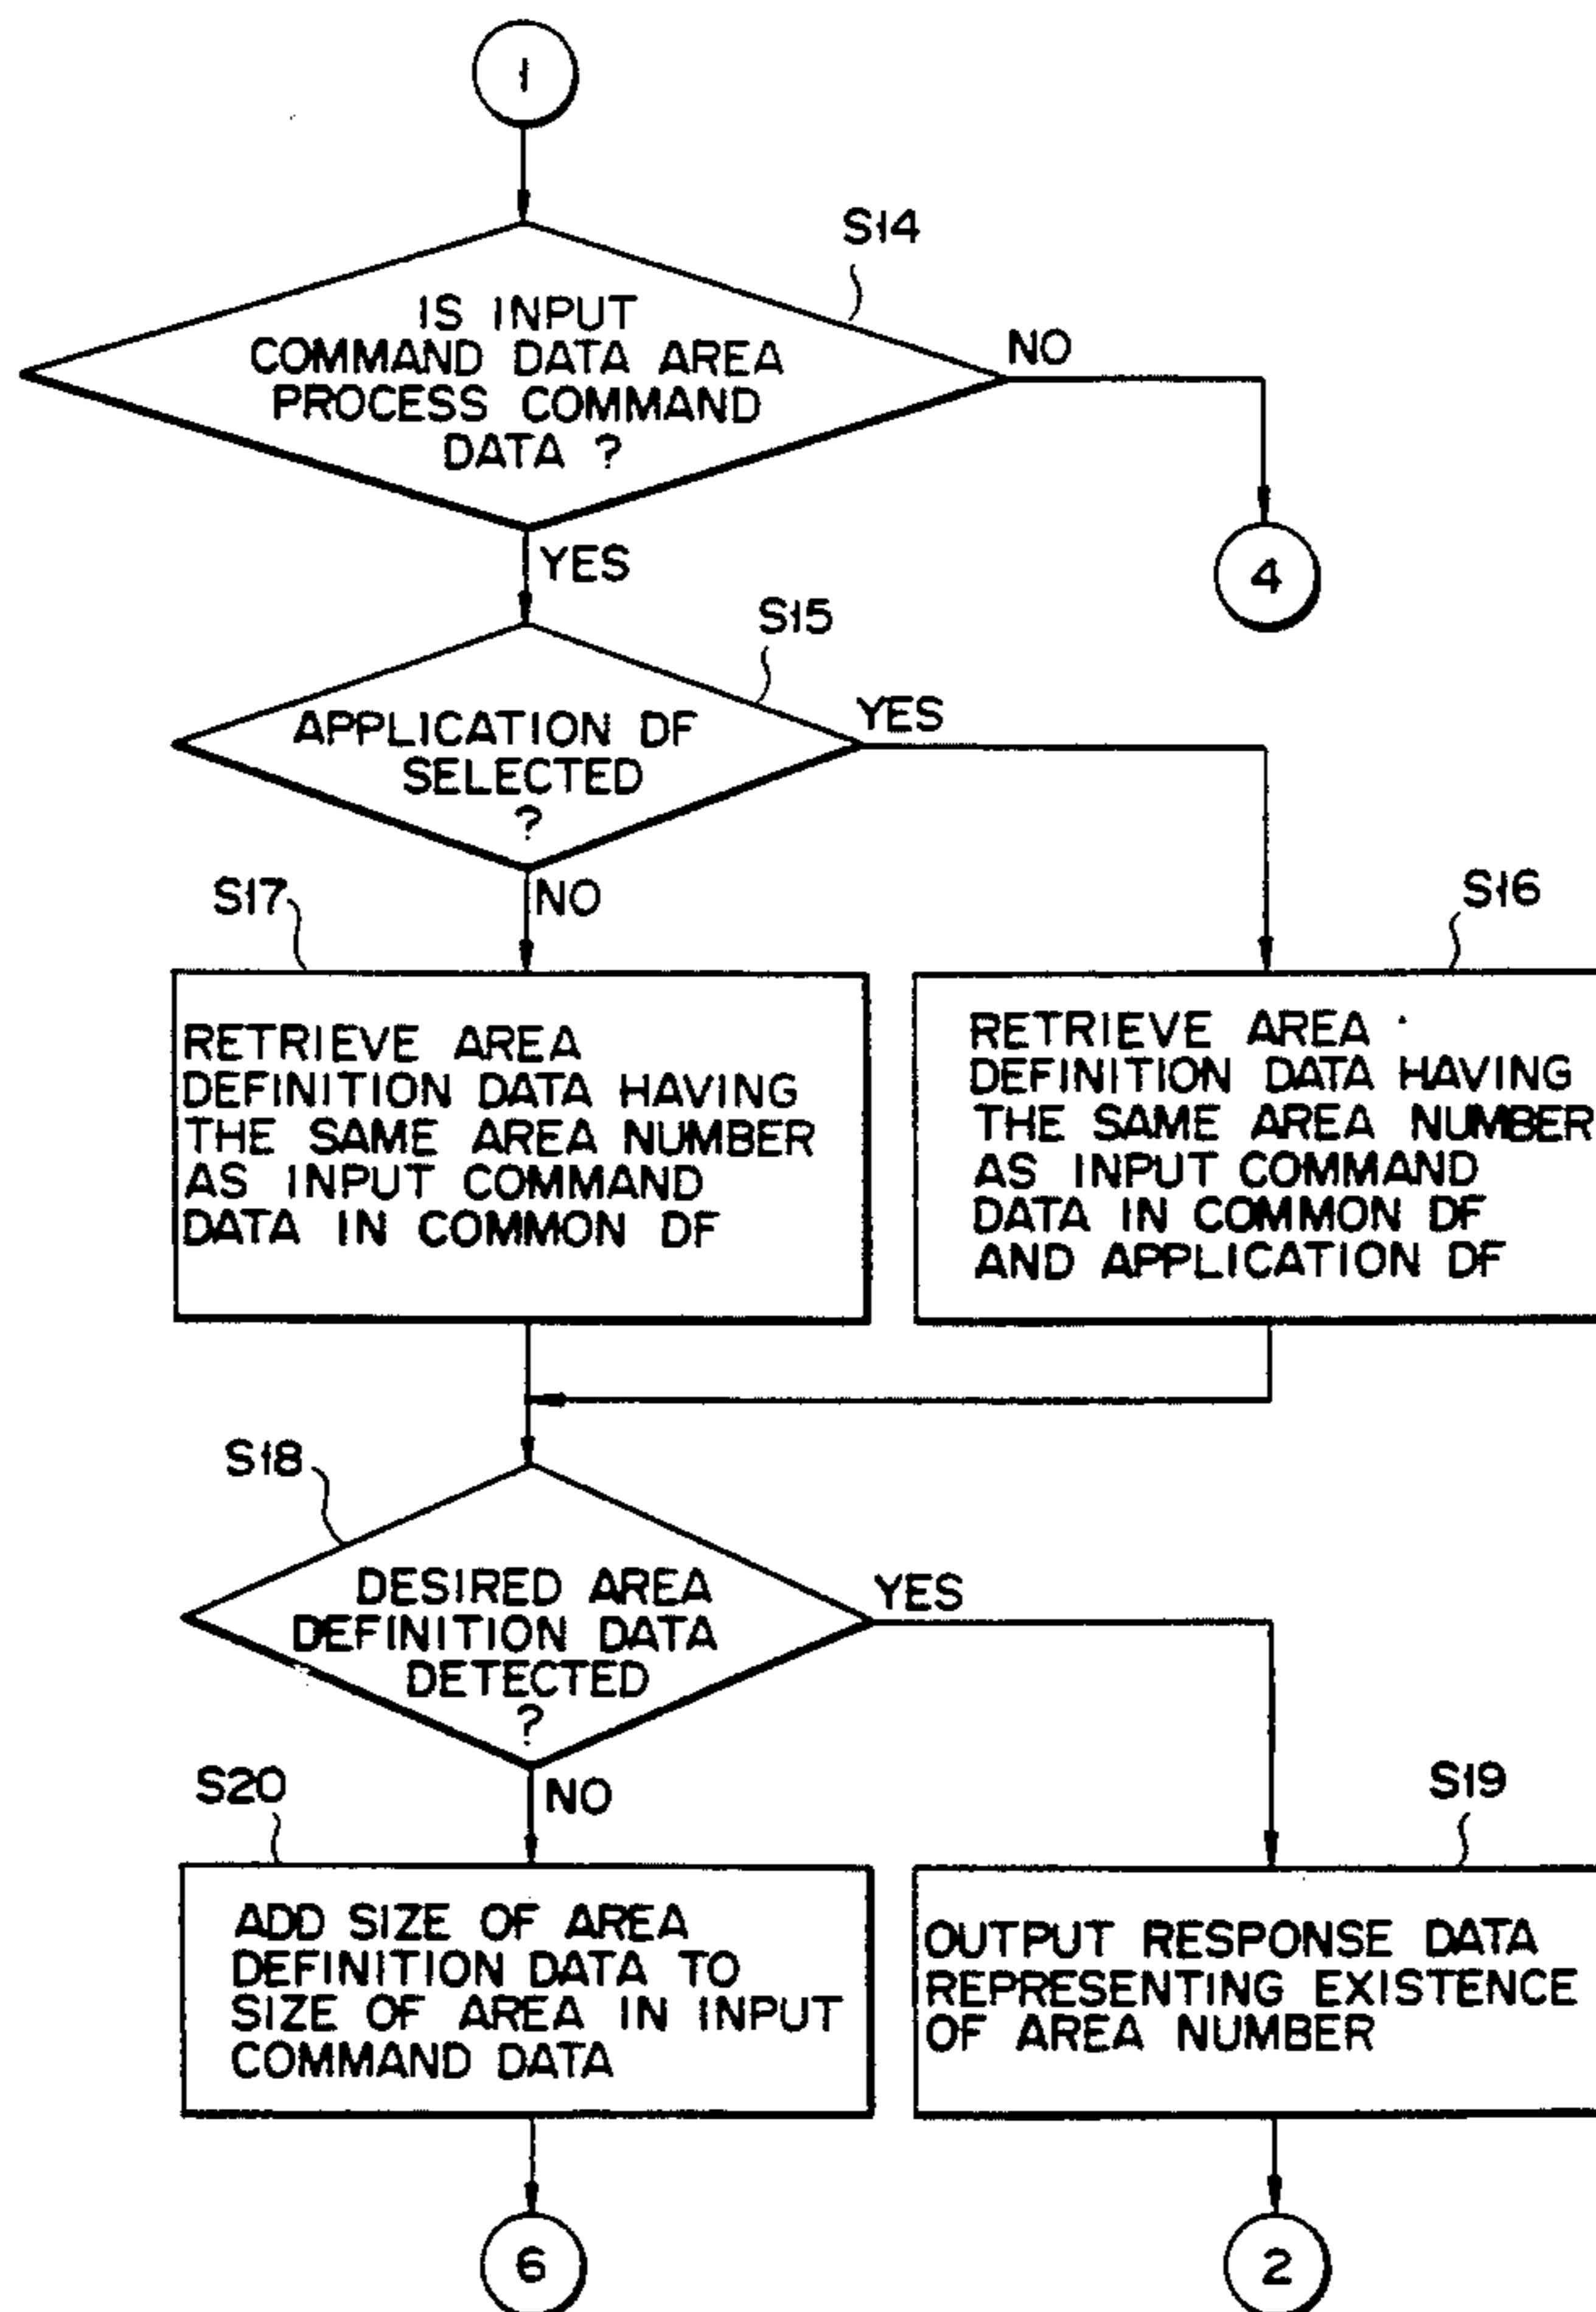 1
S14
IS INPUT
COMMAND DATA AREA
PROCESS COMMAND
DATA ?
NO
4
YES
S15
APPLICATION DF
SELECTED
?
YES
NO
S17
RETRIEVE AREA
DEFINITION DATA HAVING
THE SAME AREA NUMBER
AS INPUT COMMAND
DATA IN COMMON DF
S16
RETRIEVE AREA
DEFINITION DATA HAVING
THE SAME AREA NUMBER
AS INPUT COMMAND
DATA IN COMMON DF
AND APPLICATION DF
S18
DESIRED AREA
DEFINITION DATA
DETECTED
?
YES
NO
S20
ADD SIZE OF AREA
DEFINITION DATA TO
SIZE OF AREA IN INPUT
COMMAND DATA
S19
OUTPUT RESPONSE DATA
REPRESENTING EXISTENCE
OF AREA NUMBER
6
2